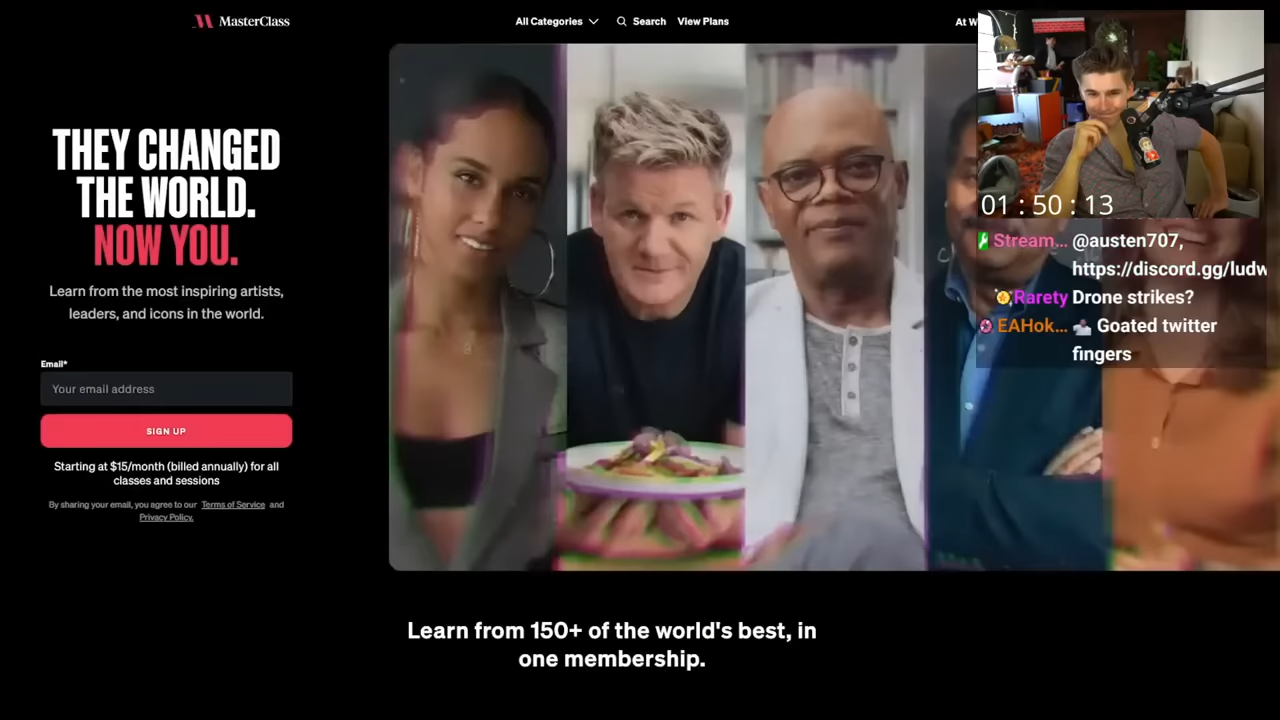 MasterClass
All Categories
Search
View Plans
At W
THEY CHANGED
THE WORLD.
NOW YOU.
Learn from the most inspiring artists,
leaders, and icons in the world.
Email*
Your email address
SIGN UP
Starting at $15/month (billed annually) for all
classes and sessions
By sharing your email, you agree to our Terms of Service and
Privacy Policy.
01 : 50 : 13
Stream... @austen707,
https://discord.gg/ludw
Rarety Drone strikes?
EAHok... Goated twitter
fingers
Learn from 150+ of the world's best, in
one membership.